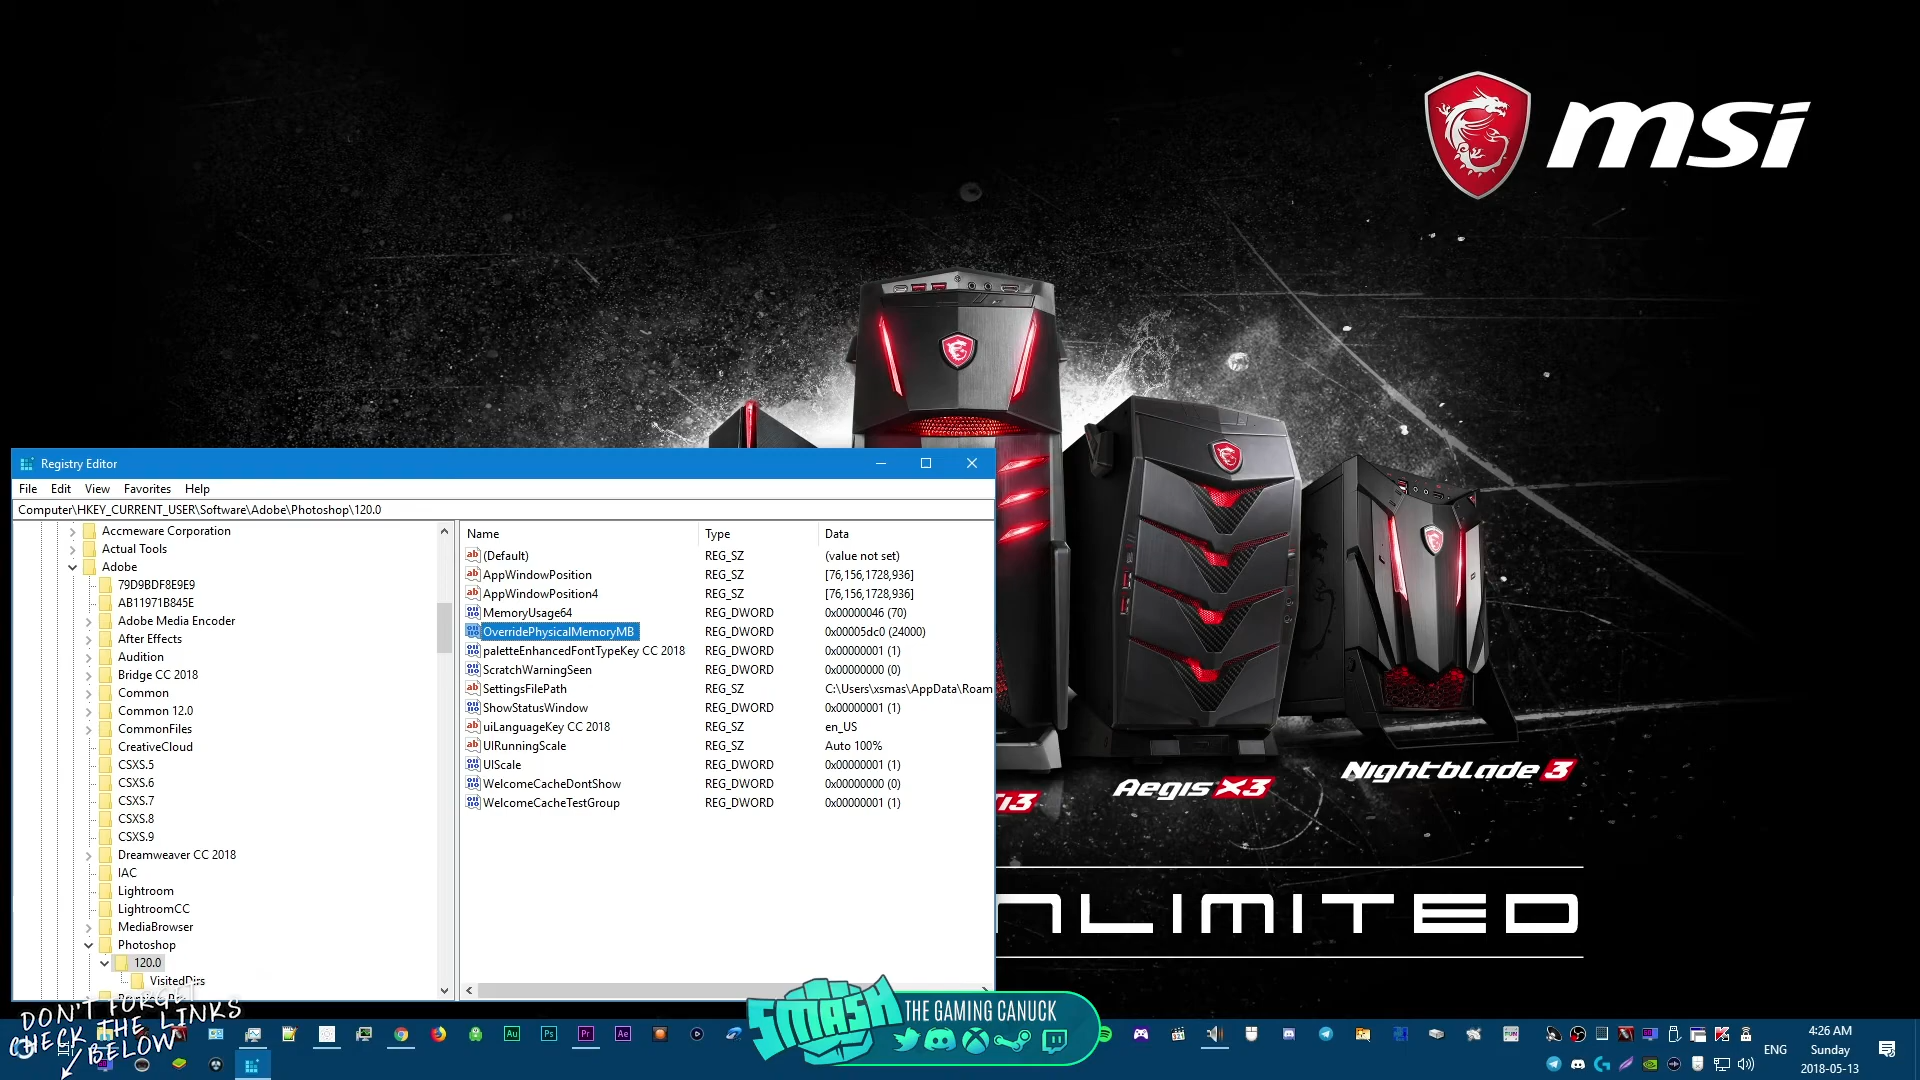 msi
Registry Editor
File Edit View Favorites Help
Computer\HKEY_CURRENT_USER\Software\Adobe\Photoshop\120.0
Accmeware Corporation
Actual Tools
Adobe
79D9BDF8E9E9
AB11971B845E
Adobe Media Encoder
After Effects
Audition
Bridge CC 2018
Common
Common 12.0
CommonFiles
CreativeCloud
CSXS.5
CSXS.6
CSXS.7
CSXS.8
CSXS.9
Dreamweaver CC 2018
IAC
Lightroom
LightroomCC
MediaBrowser
Photoshop
120.0
VisitedDirs
Name Type Data
(Default) REG_SZ (value not set)
AppWindowPosition REG_SZ [76,156,1728,936]
AppWindowPosition4 REG_SZ [76,156,1728,936]
MemoryUsage64 REG_DWORD 0x00000046 (70)
OverridePhysicalMemoryMB REG_DWORD 0x00005dc0 (24000)
paletteEnhancedFontTypeKey CC 2018 REG_DWORD 0x00000001 (1)
ScratchWarningSeen REG_DWORD 0x00000000 (0)
SettingsFilePath REG_SZ C:\Users\xsmas\AppData\Roam
ShowStatusWindow REG_DWORD 0x00000001 (1)
uiLanguageKey CC 2018 REG_SZ en_US
UIRunningScale REG_SZ Auto 100%
UIScale REG_DWORD 0x00000001 (1)
WelcomeCacheDontShow REG_DWORD 0x00000000 (0)
WelcomeCacheTestGroup REG_DWORD 0x00000001 (1)
Ti3
Aegis X3
Nightblade 3
NLIMITED
DON'T FORGET
CHECK THE LINKS
BELOW
SMASH
THE GAMING CANUCK
Au Ps Pr Ae
ENG
4:26 AM
Sunday
2018-05-13